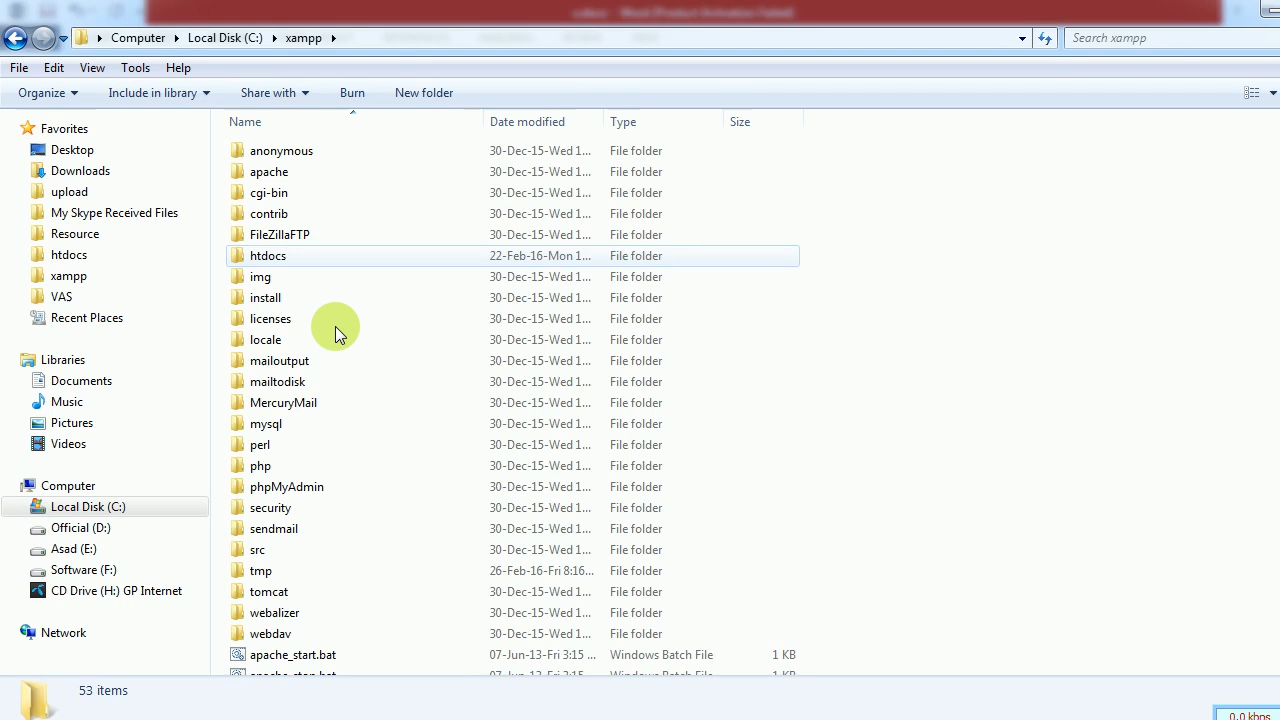 Computer Local Disk (C:) xampp Search xampp
File Edit View Tools Help
Organize Include in library Share with Burn New folder
Name Date modified Type Size
Favorites
Desktop
Downloads
upload
My Skype Received Files
Resource
htdocs
xampp
VAS
Recent Places
Libraries
Documents
Music
Pictures
Videos
Computer
Local Disk (C:)
Official (D:)
Asad (E:)
Software (F:)
CD Drive (H:) GP Internet
Network
anonymous 30-Dec-15-Wed 1... File folder
apache 30-Dec-15-Wed 1... File folder
cgi-bin 30-Dec-15-Wed 1... File folder
contrib 30-Dec-15-Wed 1... File folder
FileZillaFTP 30-Dec-15-Wed 1... File folder
htdocs 22-Feb-16-Mon 1... File folder
img 30-Dec-15-Wed 1... File folder
install 30-Dec-15-Wed 1... File folder
licenses 30-Dec-15-Wed 1... File folder
locale 30-Dec-15-Wed 1... File folder
mailoutput 30-Dec-15-Wed 1... File folder
mailtodisk 30-Dec-15-Wed 1... File folder
MercuryMail 30-Dec-15-Wed 1... File folder
mysql 30-Dec-15-Wed 1... File folder
perl 30-Dec-15-Wed 1... File folder
php 30-Dec-15-Wed 1... File folder
phpMyAdmin 30-Dec-15-Wed 1... File folder
security 30-Dec-15-Wed 1... File folder
sendmail 30-Dec-15-Wed 1... File folder
src 30-Dec-15-Wed 1... File folder
tmp 26-Feb-16-Fri 8:16... File folder
tomcat 30-Dec-15-Wed 1... File folder
webalizer 30-Dec-15-Wed 1... File folder
webdav 30-Dec-15-Wed 1... File folder
apache_start.bat 07-Jun-13-Fri 3:15 ... Windows Batch File 1 KB
53 items
0.0 kbps